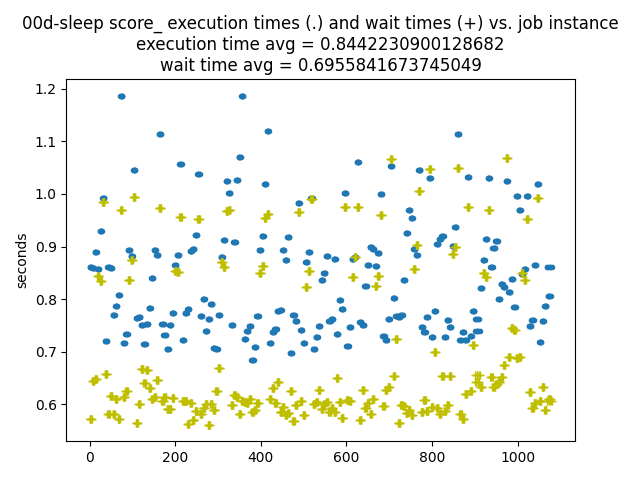 00d-sleep score_ execution times (.) and wait times (+) vs. job instance
execution time avg = 0.8442230900128682
wait time avg = 0.6955841673745049
1.2
1.1
1.0
0.9
0.8
0.7
0.6
seconds
0 200 400 600 800 1000